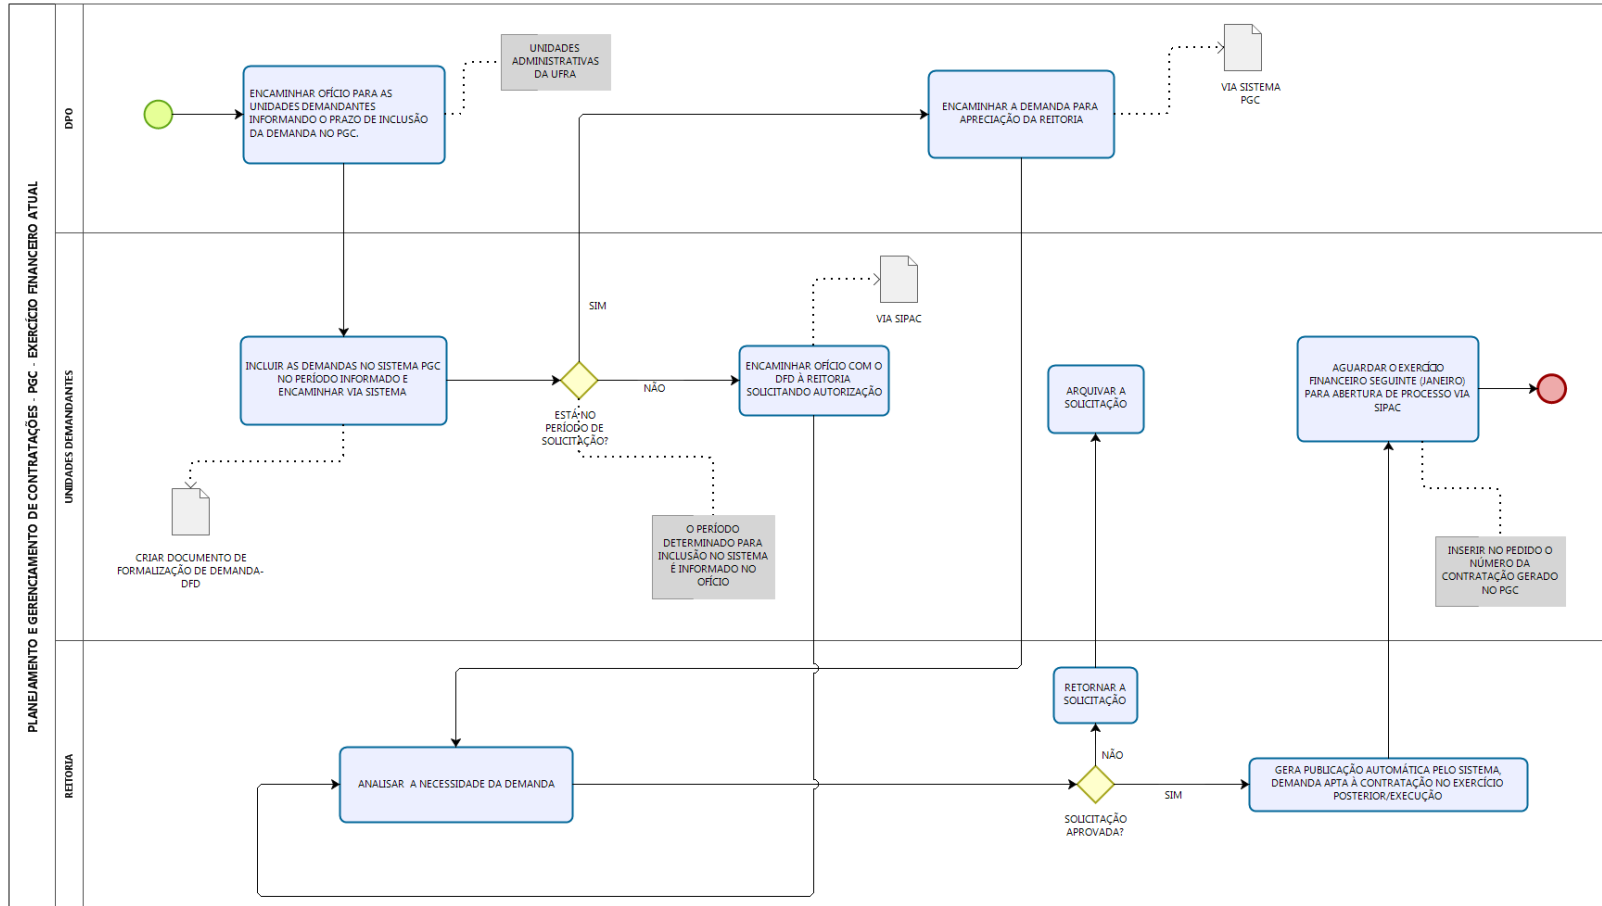 PLANEJAMENTO E GERENCIAMENTO DE CONTRATAÇÕES - PGC - EXERCÍCIO FINANCEIRO ATUAL
DPO
ENCAMINHAR OFÍCIO PARA AS
UNIDADES DEMANDANTES
INFORMANDO O PRAZO DE INCLUSÃO
DA DEMANDA NO PGC.
UNIDADES
ADMINISTRATIVAS
DA UFRA
ENCAMINHAR A DEMANDA PARA
APRECIAÇÃO DA REITORIA
VIA SISTEMA
PGC
UNIDADES DEMANDANTES
INCLUIR AS DEMANDAS NO SISTEMA PGC
NO PERÍODO INFORMADO E
ENCAMINHAR VIA SISTEMA
CRIAR DOCUMENTO DE
FORMALIZAÇÃO DE DEMANDA-
DFD
SIM
NÃO
ESTÁ NO
PERÍODO DE
SOLICITAÇÃO?
O PERÍODO
DETERMINADO PARA
INCLUSÃO NO SISTEMA
É INFORMADO NO
OFÍCIO
ENCAMINHAR OFÍCIO COM O
DFD À REITORIA
SOLICITANDO AUTORIZAÇÃO
VIA SIPAC
ARQUIVAR A
SOLICITAÇÃO
AGUARDAR O EXERCÍCIO
FINANCEIRO SEGUINTE (JANEIRO)
PARA ABERTURA DE PROCESSO VIA
SIPAC
INSERIR NO PEDIDO O
NÚMERO DA
CONTRATAÇÃO GERADO
NO PGC
REITORIA
ANALISAR  A NECESSIDADE DA DEMANDA
RETORNAR A
SOLICITAÇÃO
NÃO
SIM
SOLICITAÇÃO
APROVADA?
GERA PUBLICAÇÃO AUTOMÁTICA PELO SISTEMA,
DEMANDA APTA À CONTRATAÇÃO NO EXERCÍCIO
POSTERIOR/EXECUÇÃO